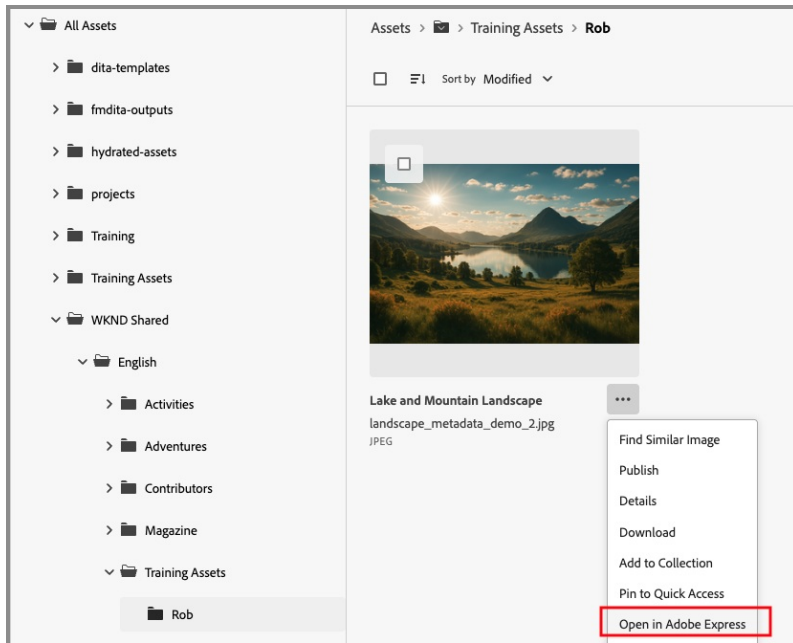 All Assets
dita-templates
fmdita-outputs
hydrated-assets
projects
Training
Training Assets
WKND Shared
English
Activities
Adventures
Contributors
Magazine
Training Assets
Rob
Assets > > Training Assets > Rob
Sort by Modified
Lake and Mountain Landscape
landscape_metadata_demo_2.jpg
JPEG
Find Similar Image
Publish
Details
Download
Add to Collection
Pin to Quick Access
Open in Adobe Express